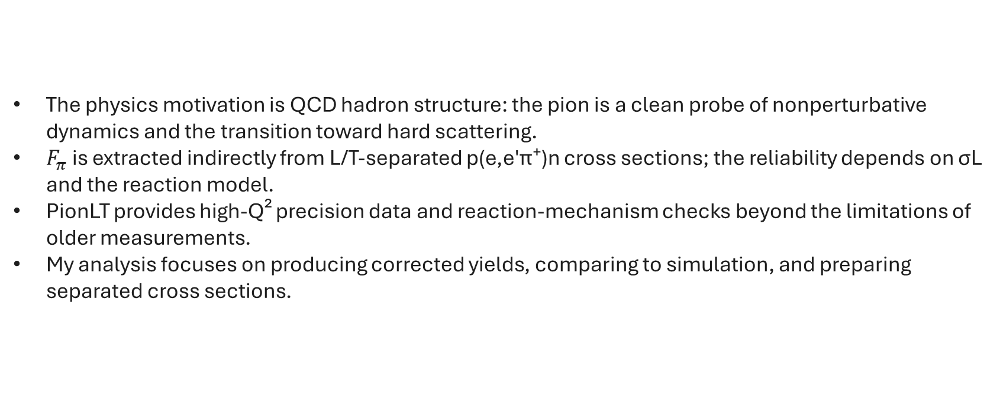 • The physics motivation is QCD hadron structure: the pion is a clean probe of nonperturbative
dynamics and the transition toward hard scattering.
• 𝐹𝜋 is extracted indirectly from L/T-separated p(e,e'π⁺)n cross sections; the reliability depends on σL
and the reaction model.
• PionLT provides high-Q² precision data and reaction-mechanism checks beyond the limitations of
older measurements.
• My analysis focuses on producing corrected yields, comparing to simulation, and preparing
separated cross sections.